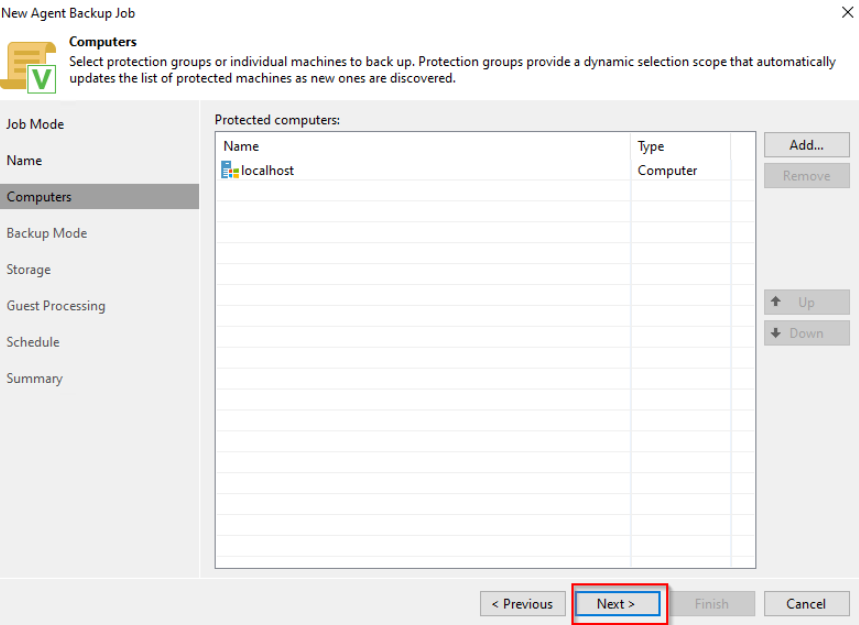 New Agent Backup Job
Computers
Select protection groups or individual machines to back up. Protection groups provide a dynamic selection scope that automatically
updates the list of protected machines as new ones are discovered.
Job Mode
Name
Computers
Backup Mode
Storage
Guest Processing
Schedule
Summary
Protected computers:
Name Type
localhost Computer
Add...
Remove
Up
Down
< Previous Next > Finish Cancel